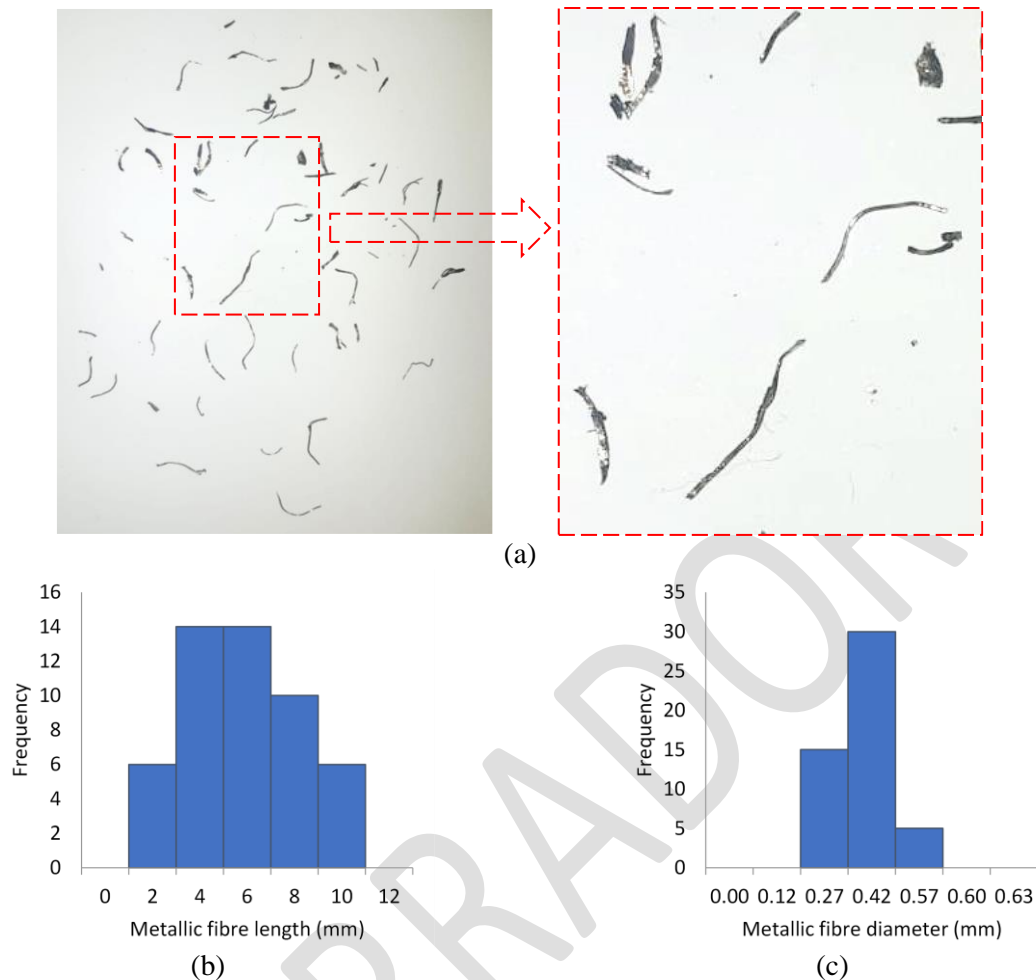 (a)
16
14
12
10
8
6
4
2
0
Frequency
0 2 4 6 8 10 12
Metallic fibre length (mm)
(b)
35
30
25
20
15
10
5
0
Frequency
0.00 0.12 0.27 0.42 0.57 0.60 0.63
Metallic fibre diameter (mm)
(c)
PRADOR